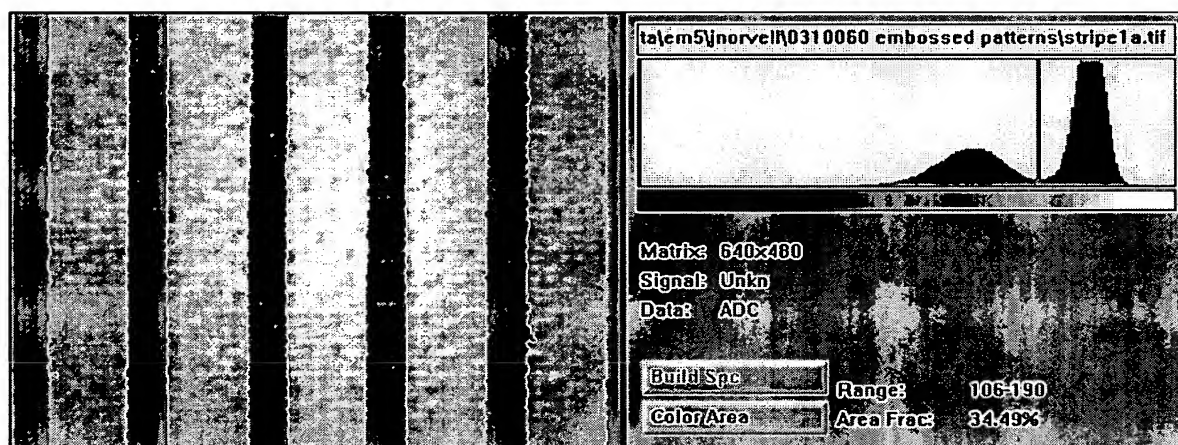 ta\em5\jnorvell\0310060 embossed patterns\stripe1a.tif
Matrix: 640x480
Signal: Unkn
Data: ADC
Build Spc
Range: 106-190
Color Area
Area Frac: 34.49%